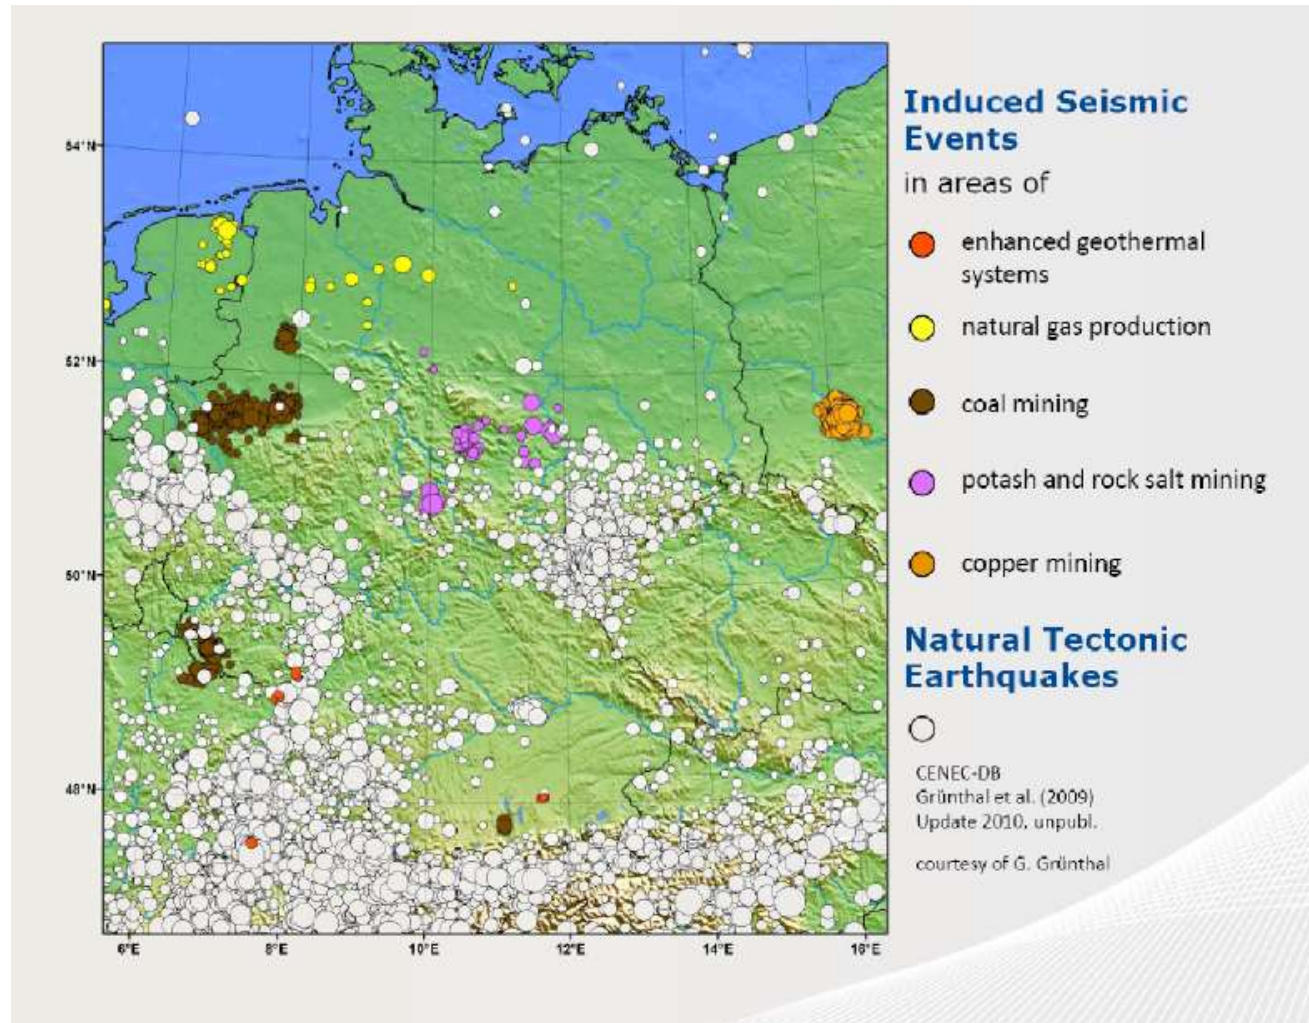 54°N
52°N
50°N
48°N
6°E
8°E
10°E
12°E
14°E
16°E
Induced Seismic
Events
in areas of
enhanced geothermal
systems
natural gas production
coal mining
potash and rock salt mining
copper mining
Natural Tectonic
Earthquakes
CENEC-DB
Grünthal et al. (2009)
Update 2010, unpubl.
courtesy of G. Grünthal